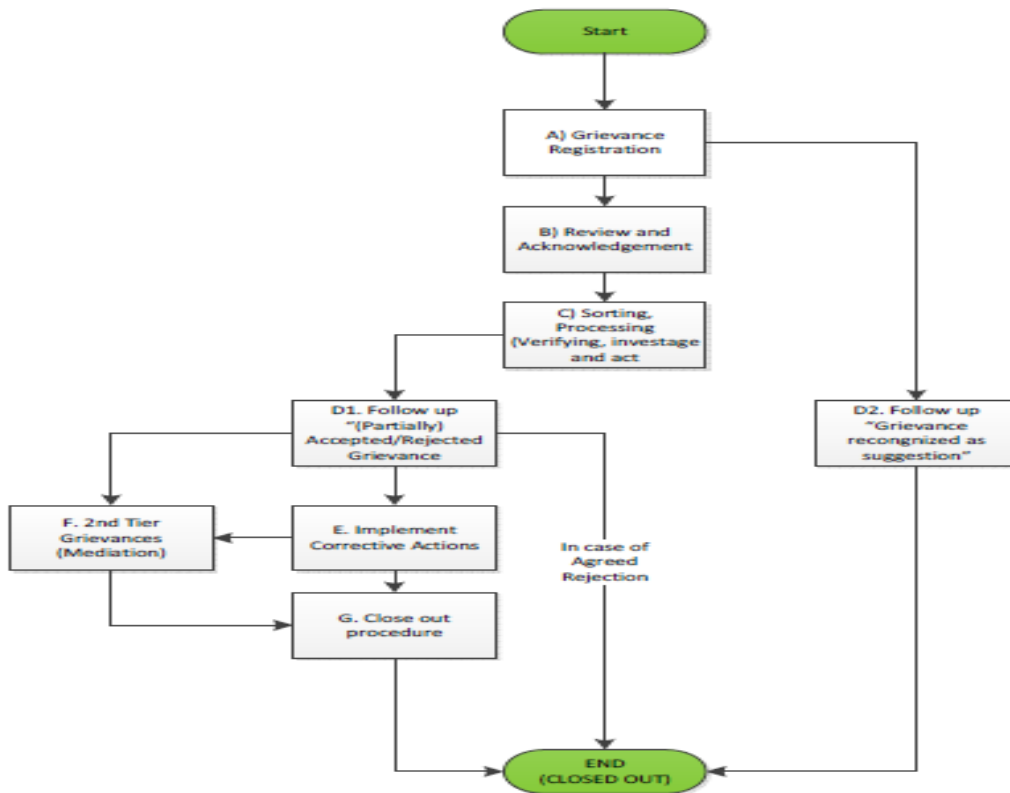 Start
A) Grievance
Registration
B) Review and
Acknowledgement
C) Sorting,
Processing
(Verifying, investage
and act
D1. Follow up
"(Partially)
Accepted/Rejected
Grievance
D2. Follow up
"Grievance
recongnized as
suggestion"
F. 2nd Tier
Grievances
(Mediation)
E. Implement
Corrective Actions
In case of
Agreed
Rejection
G. Close out
procedure
END
(CLOSED OUT)